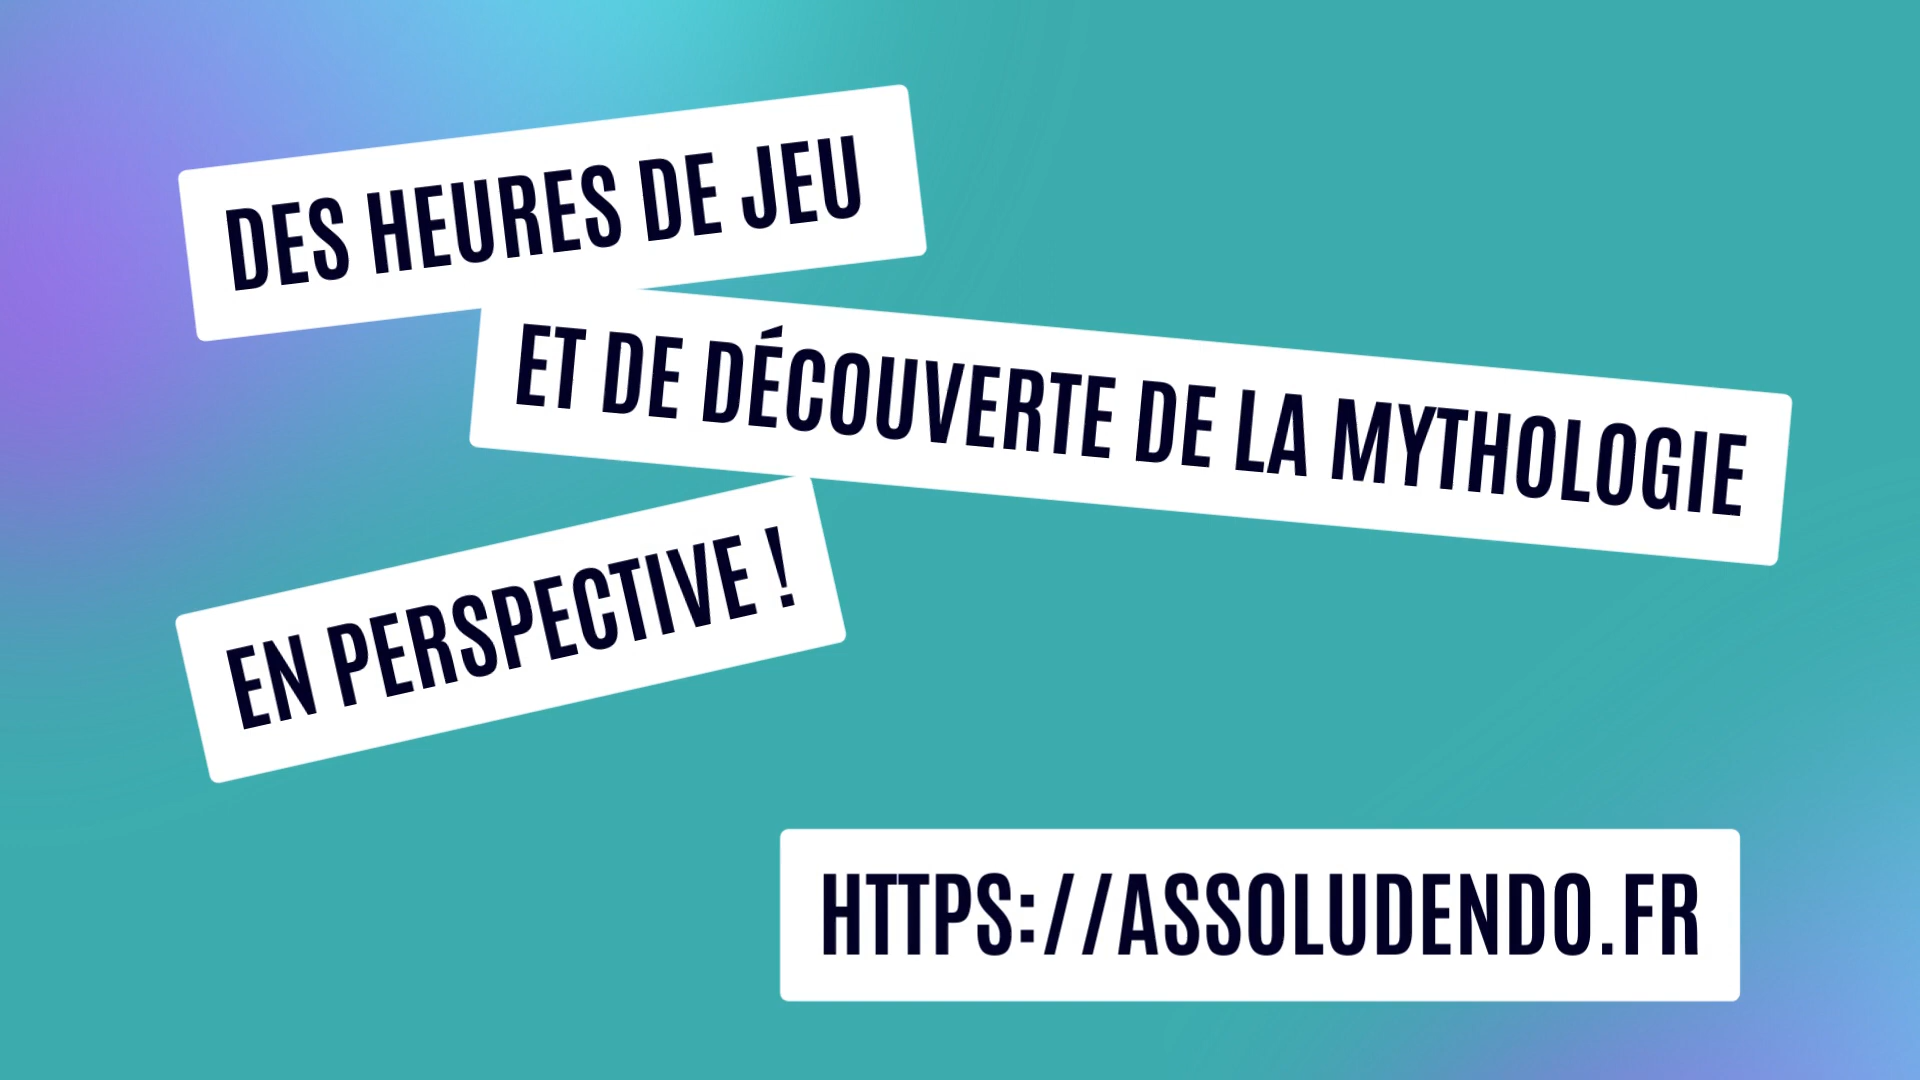 DES HEURES DE JEU
ET DE DÉCOUVERTE DE LA MYTHOLOGIE
EN PERSPECTIVE !
HTTPS://ASSOLUDENDO.FR